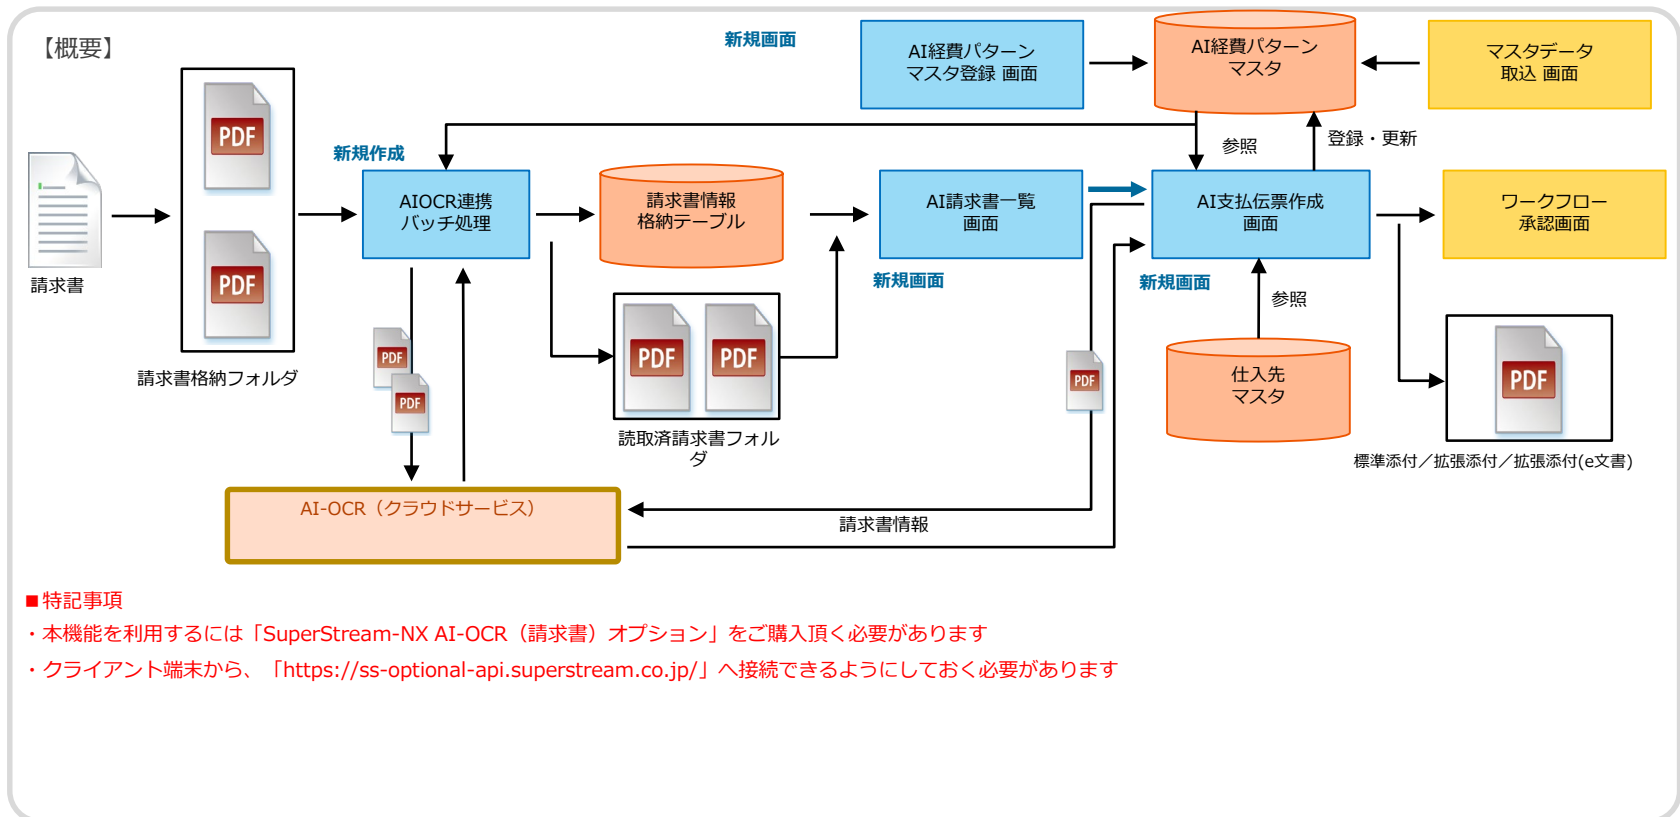 【概要】
新規画面
AI経費パターン
マスタ登録 画面
AI経費パターン
マスタ
マスタデータ
取込 画面
参照
登録・更新
PDF
PDF
請求書
請求書格納フォルダ
新規作成
AIOCR連携
バッチ処理
請求書情報
格納テーブル
AI請求書一覧
画面
新規画面
AI支払伝票作成
画面
新規画面
ワークフロー
承認画面
参照
PDF
PDF
読取済請求書フォル
ダ
PDF
PDF
PDF
仕入先
マスタ
PDF
標準添付／拡張添付／拡張添付(e文書)
AI-OCR（クラウドサービス）
請求書情報
■特記事項
・本機能を利用するには「SuperStream-NX AI-OCR（請求書）オプション」をご購入頂く必要があります
・クライアント端末から、「https://ss-optional-api.superstream.co.jp/」へ接続できるようにしておく必要があります